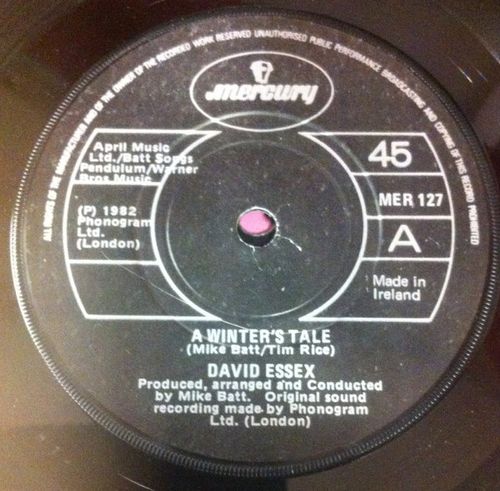 ALL RIGHTS OF THE MANUFACTURER AND OF THE OWNER OF THE RECORDED WORK RESERVED UNAUTHORISED PUBLIC PERFORMANCE BROADCASTING AND COPYING OF THIS RECORD PROHIBITED
mercury
April Music
Ltd./Batt Songs
Pendulum/Warner
Bros Music
(P) 1982
Phonogram
Ltd.
(London)
45
MER 127
A
Made in
Ireland
A WINTER'S TALE
(Mike Batt/Tim Rice)
DAVID ESSEX
Produced, arranged and Conducted
by Mike Batt. Original sound
recording made by Phonogram
Ltd. (London)